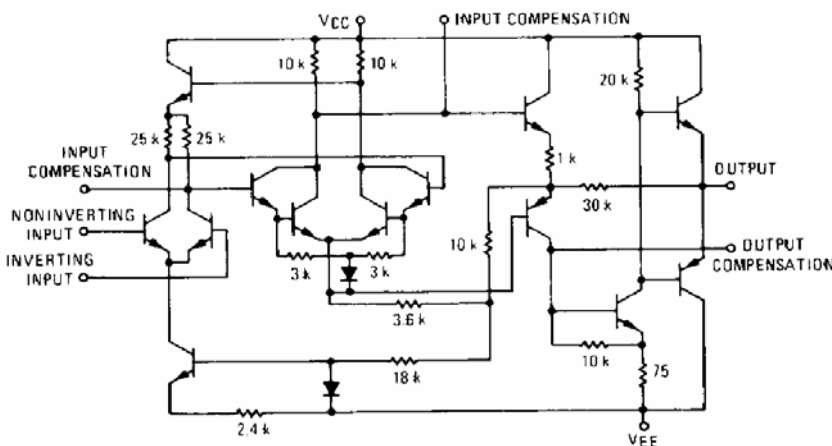 VCC
INPUT COMPENSATION
10 k
10 k
20 k
25 k
25 k
1 k
INPUT
COMPENSATION
OUTPUT
30 k
NONINVERTING
INPUT
10 k
OUTPUT
COMPENSATION
INVERTING
INPUT
3 k
3 k
3.6 k
10 k
18 k
75
2.4 k
VEE